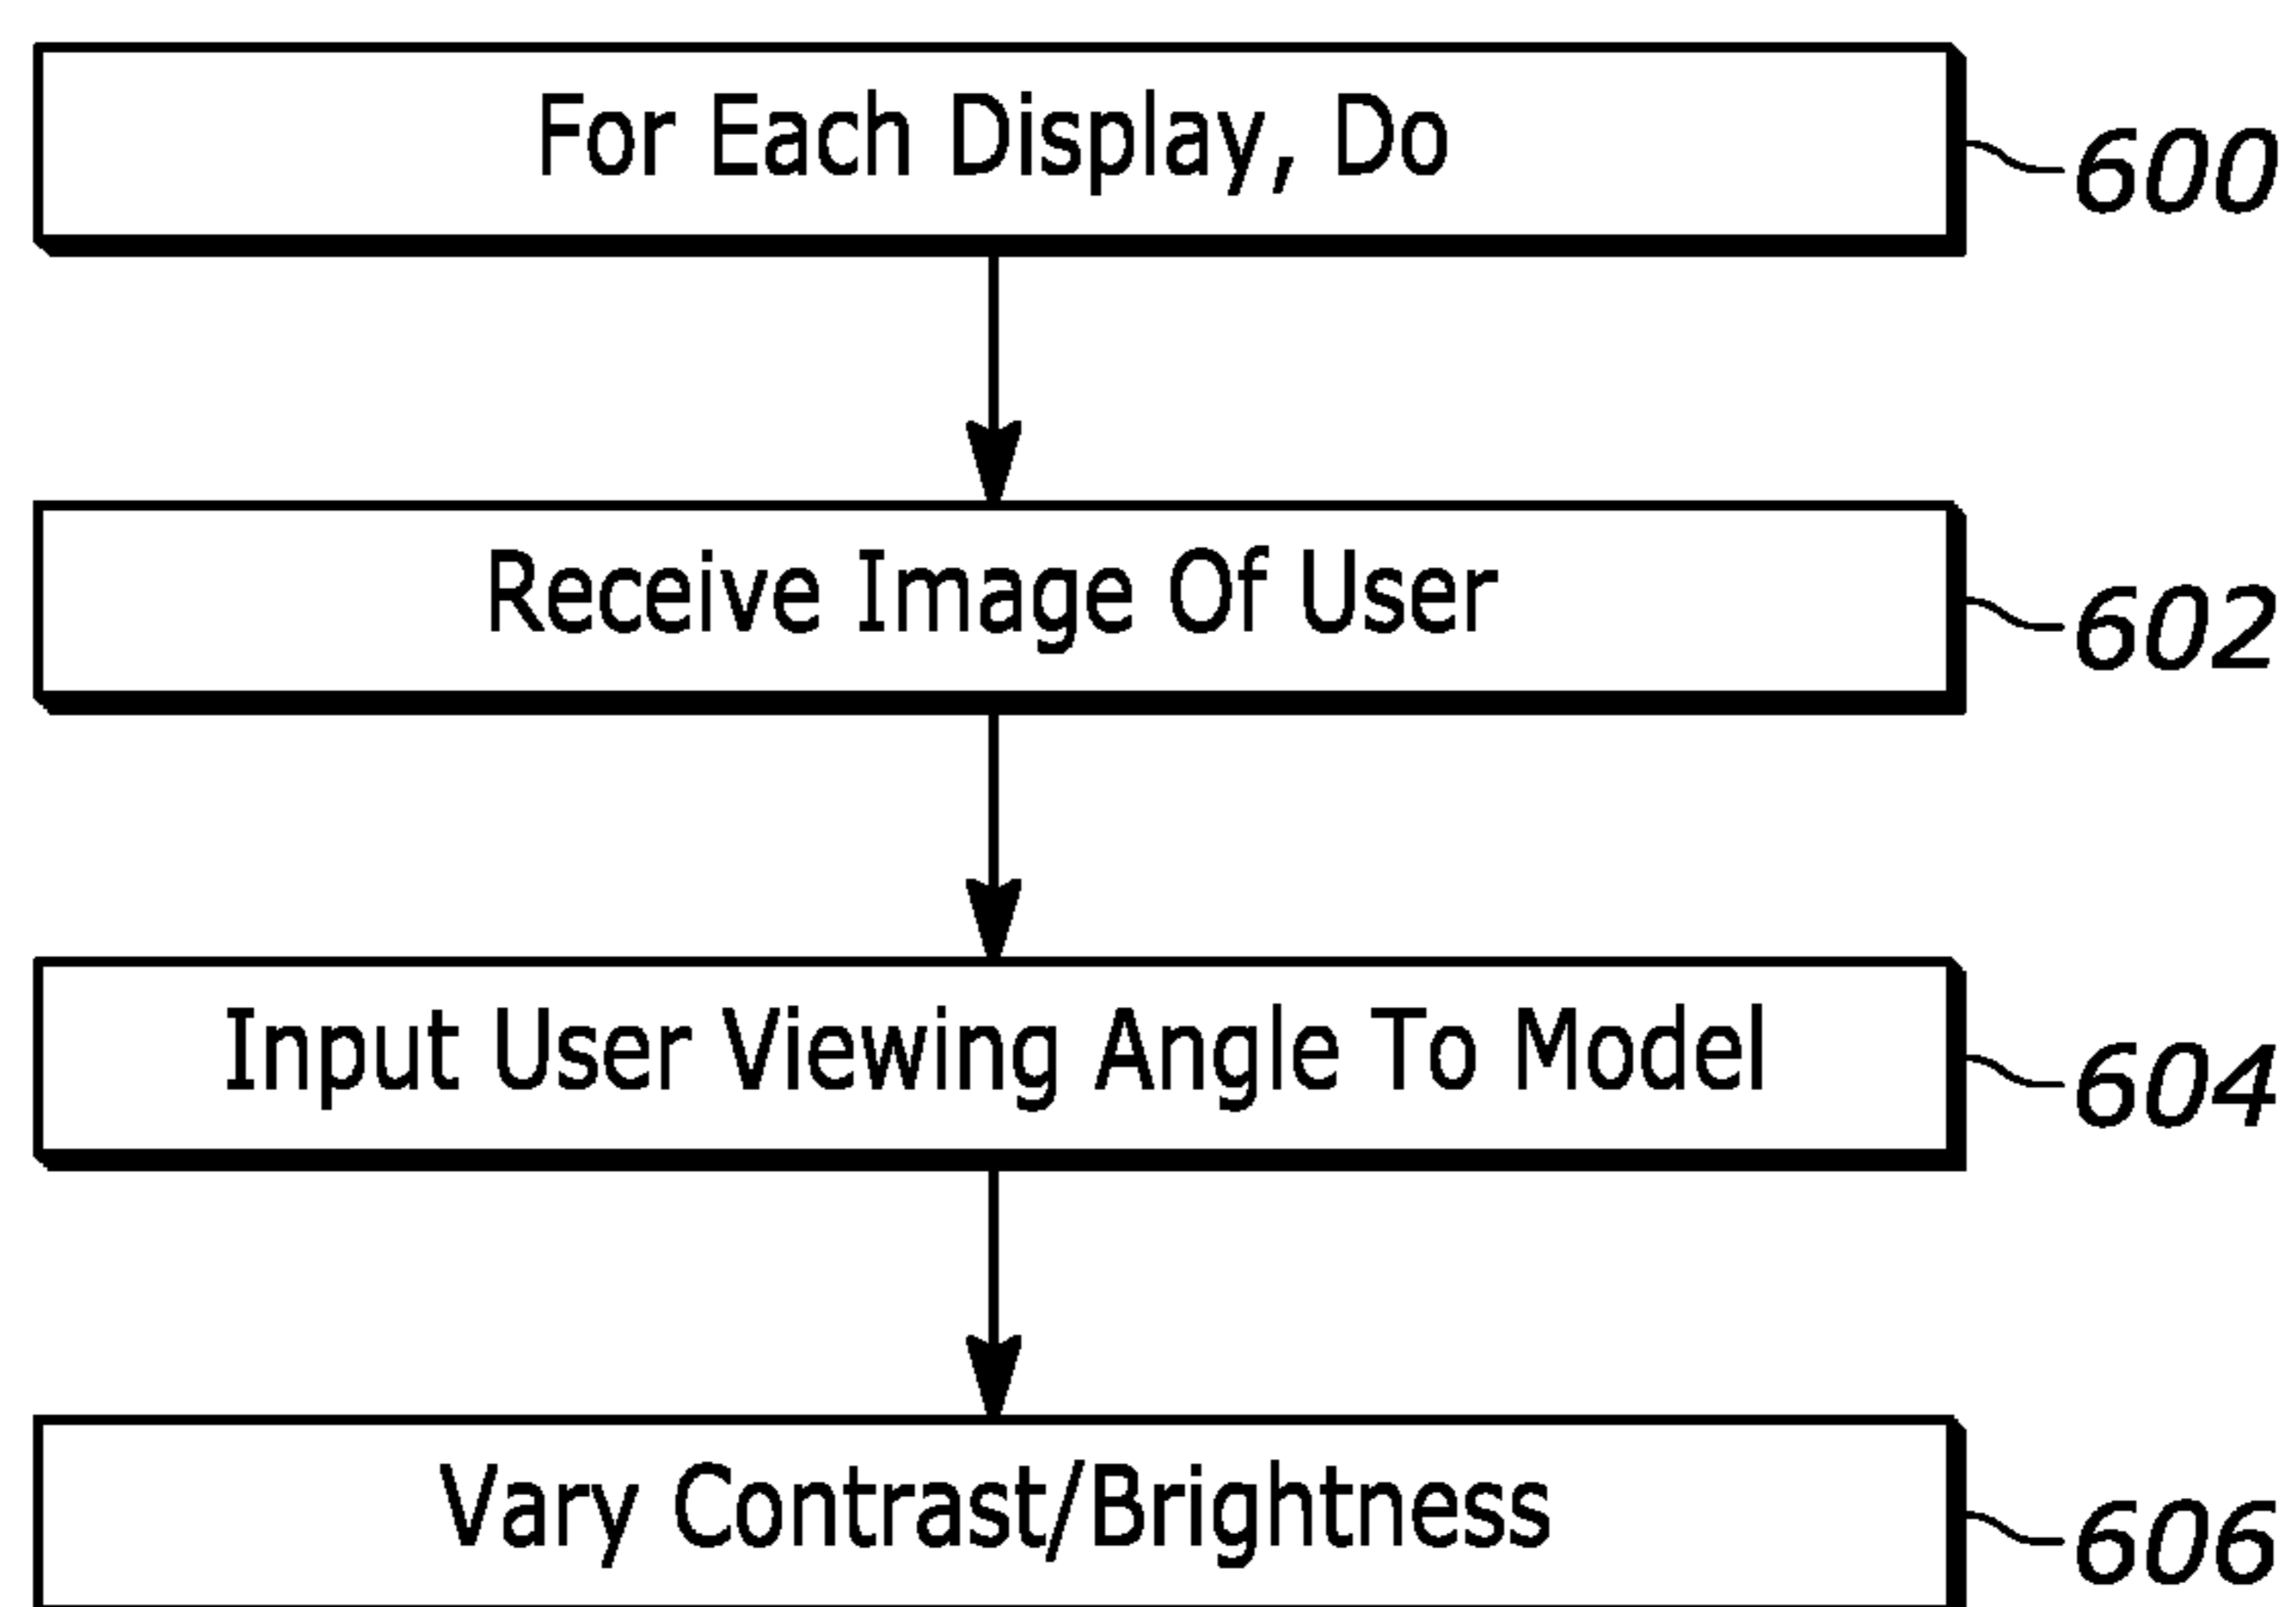 For Each Display, Do
600
Receive Image Of User
602
Input User Viewing Angle To Model
604
Vary Contrast/Brightness
606